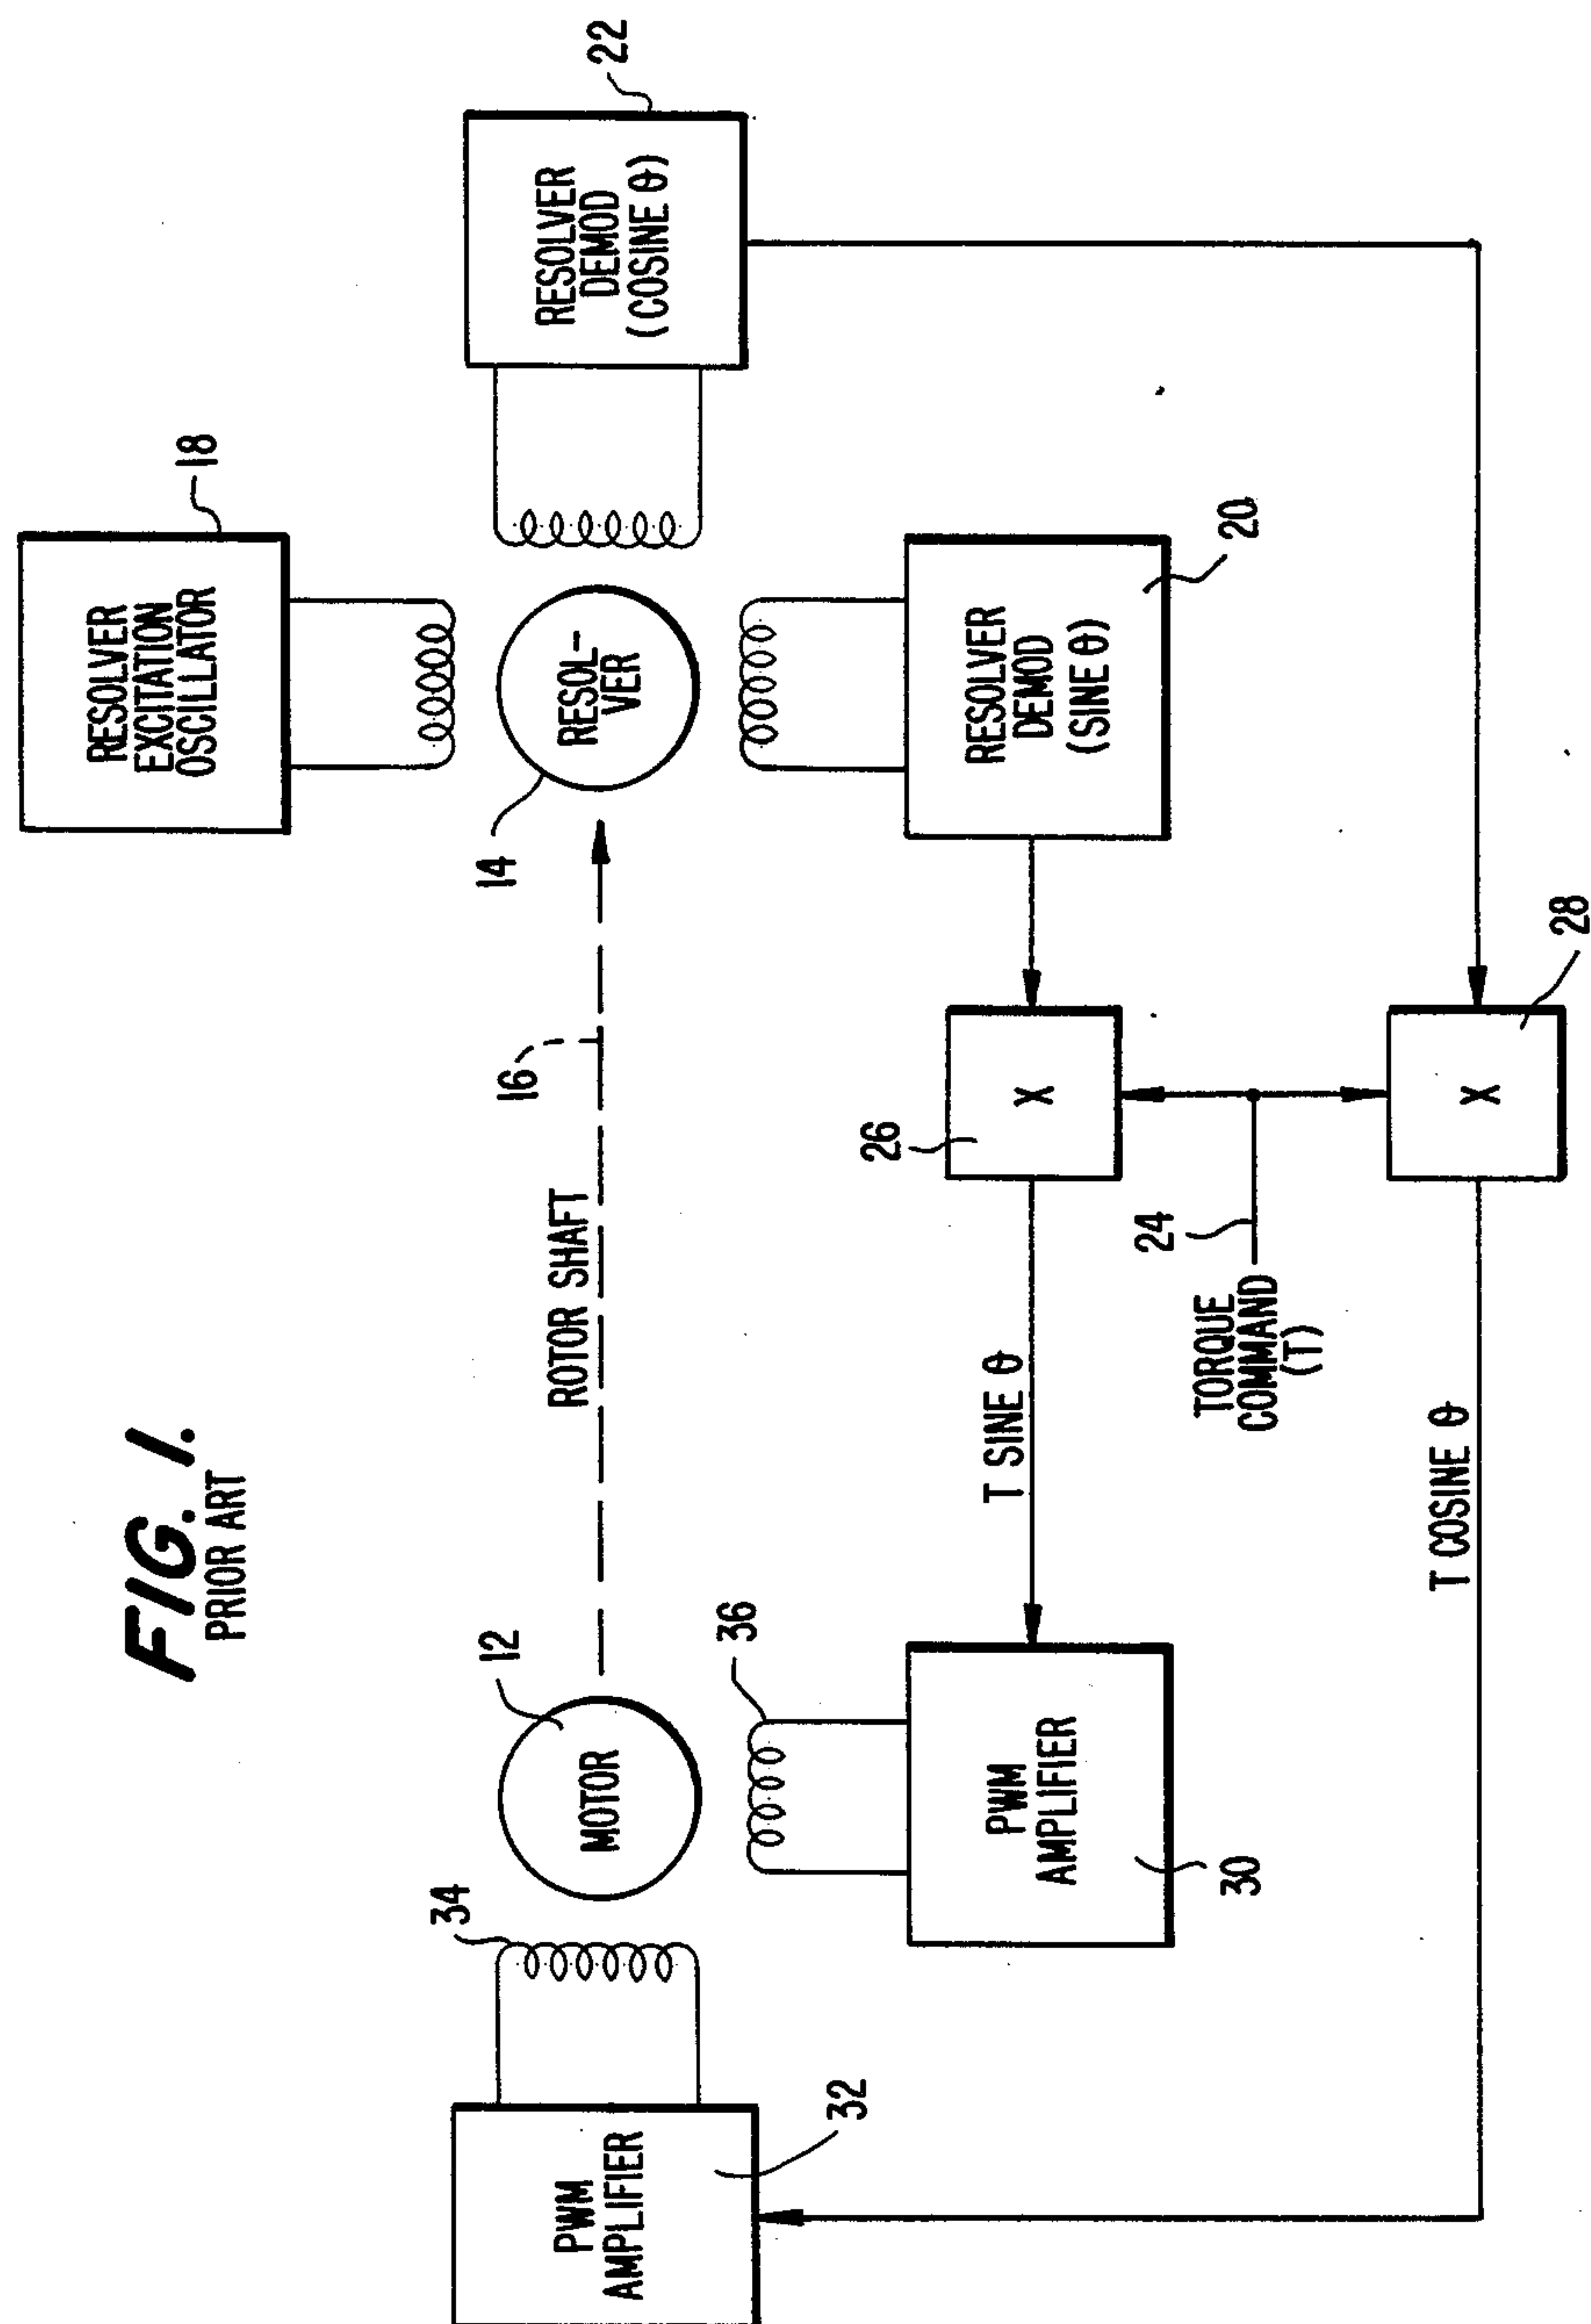 FIG. 1.
PRIOR ART
RESOLVER
EXCITATION
OSCILLATOR
18
PWM
AMPLIFIER
32
34
MOTOR
12
ROTOR SHAFT
16
RESOL-
VER
14
RESOLVER
DEMOD
(COSINE θ)
22
36
PWM
AMPLIFIER
30
T SINE θ
26
X
RESOLVER
DEMOD
(SINE θ)
20
TORQUE
COMMAND
(T)
24
T COSINE θ
X
28